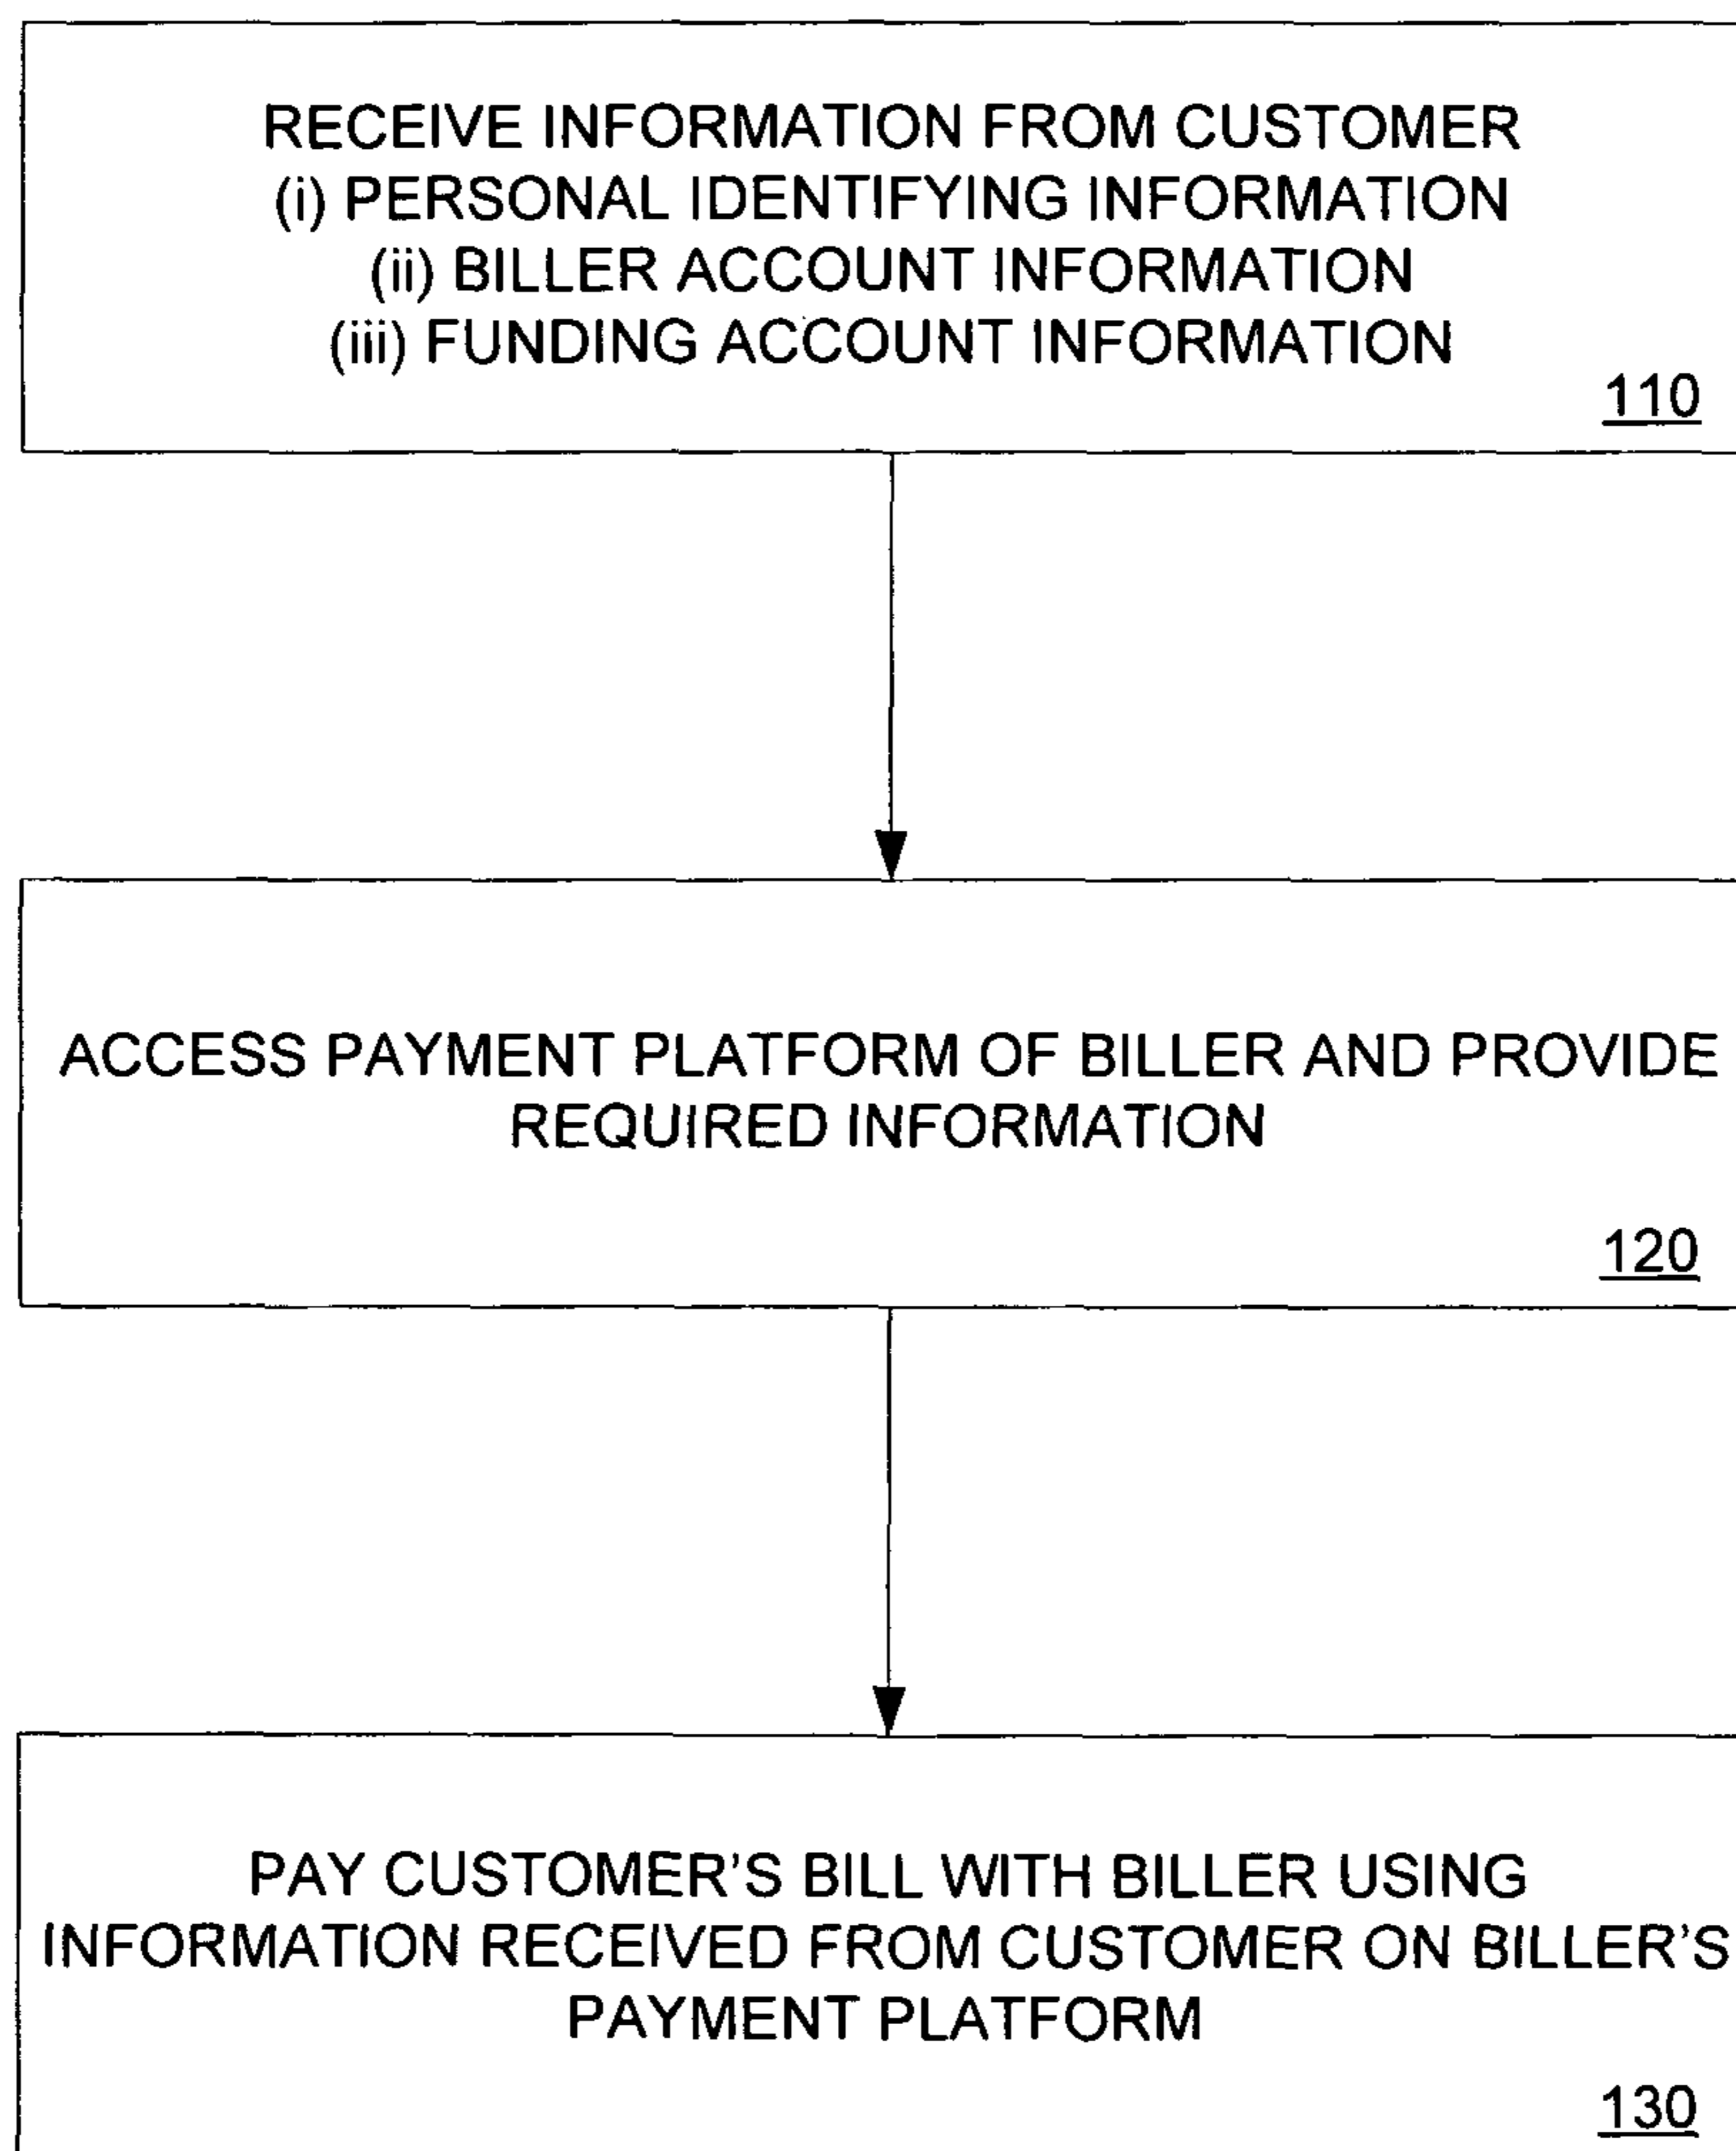 RECEIVE INFORMATION FROM CUSTOMER
(i) PERSONAL IDENTIFYING INFORMATION
(ii) BILLER ACCOUNT INFORMATION
(iii) FUNDING ACCOUNT INFORMATION
110
ACCESS PAYMENT PLATFORM OF BILLER AND PROVIDE
REQUIRED INFORMATION
120
PAY CUSTOMER'S BILL WITH BILLER USING
INFORMATION RECEIVED FROM CUSTOMER ON BILLER'S
PAYMENT PLATFORM
130